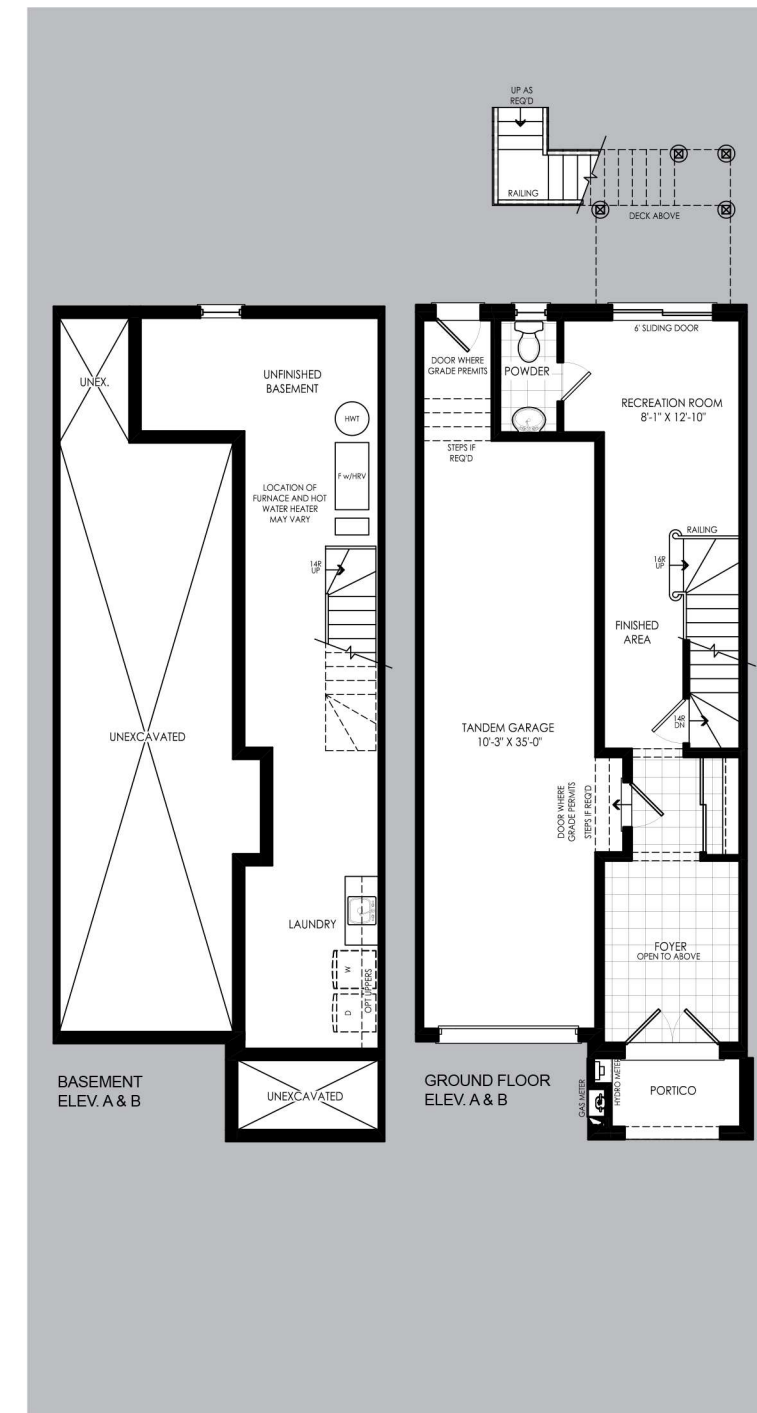 UP AS
REQ'D
RAILING
DECK ABOVE
UNEX.
UNFINISHED
BASEMENT
HWT
F w/HRV
LOCATION OF
FURNACE AND HOT
WATER HEATER
MAY VARY
14R
UP
UNEXCAVATED
LAUNDRY
W
D
OPT UPPERS
UNEXCAVATED
BASEMENT
ELEV. A & B
6' SLIDING DOOR
DOOR WHERE
GRADE PREMITS
POWDER
RECREATION ROOM
8'-1" X 12'-10"
STEPS IF
REQ'D
RAILING
16R
UP
FINISHED
AREA
14R
DN
TANDEM GARAGE
10'-3" X 35'-0"
DOOR WHERE
GRADE PERMITS
STEPS IF REQ'D
FOYER
OPEN TO ABOVE
GAS METER
HYDRO METER
PORTICO
GROUND FLOOR
ELEV. A & B